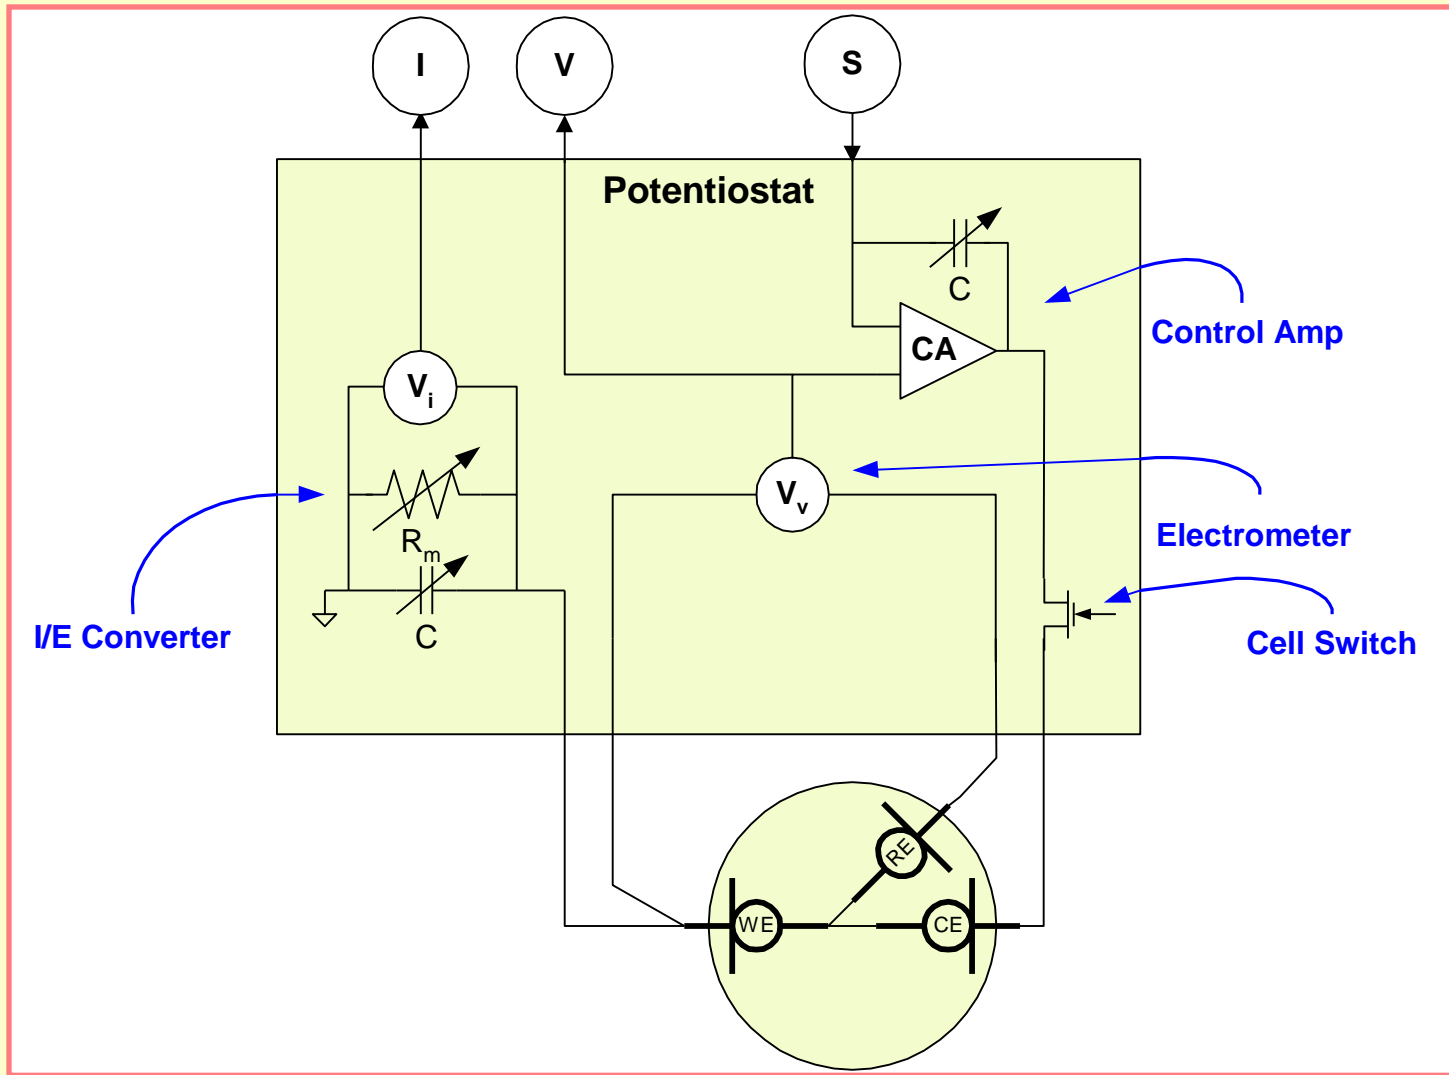 I
V
S
Potentiostat
C
Control Amp
CA
Vᵢ
Vᵥ
Electrometer
Rₘ
C
I/E Converter
Cell Switch
RE
WE
CE